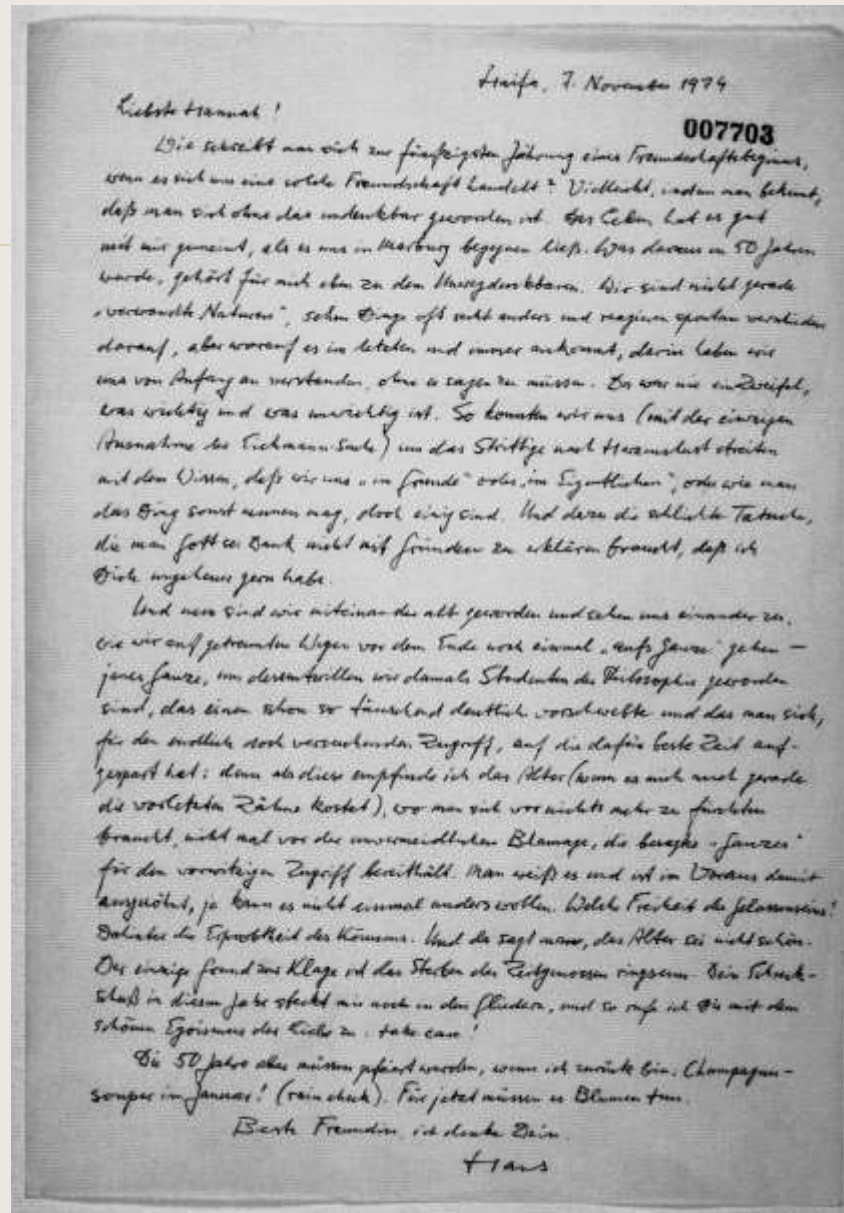 Haifa, 7. November 1974
Liebste Hannah!
007703
Wie schreibt man sich zur fünfzigsten Jährung eines Freundschaftsbeginns,
wenn es sich um eine solche Freundschaft handelt? Vielleicht, indem man bekennt,
daß man sich ohne das undenkbar geworden ist. Das Leben hat es gut
mit mir gemeint, als es uns in Marburg begegnen ließ. Was daraus in 50 Jahren
wurde, gehört für mich eben zu dem Unwegdenkbaren. Wir sind nicht gerade
„verwandte Naturen", sehen Dinge oft recht anders und reagieren spontan verschieden
darauf, aber worauf es im letzten und immer ankommt, darin haben wir
uns von Anfang an verstanden, ohne es sagen zu müssen. Da war nie ein Zweifel,
was wichtig und was unwichtig ist. So konnten wir uns (mit der einzigen
Ausnahme der Eichmann-Sache) um das Strittige nach Herzenslust streiten
mit dem Wissen, daß wir uns „im Grunde" oder „im Eigentlichen", oder wie man
das Ding sonst nennen mag, doch einig sind. Und dazu die schlichte Tatsache,
die man Gott sei Dank nicht mit Gründen zu erklären braucht, daß ich
Dich ungeheuer gern habe.
Und nun sind wir miteinander alt geworden und sehen uns einander zu,
wie wir auf getrennten Wegen vor dem Ende noch einmal „aufs Ganze" gehen —
jenes Ganze, um derentwillen wir damals Studenten der Philosophie geworden
sind, das einem schon so täuschend deutlich vorschwebte und das man sich,
für den endlich doch versuchenden Zugriff, auf die dafür beste Zeit auf-
gespart hat: denn als diese empfinde ich das Alter (wenn es mich auch gerade
die vorletzten Zähne kostet), wo man sich vor nichts mehr zu fürchten
braucht, nicht mal vor der unvermeidlichen Blamage, die besagtes „Ganzes"
für den vorwitzigen Zugriff bereithält. Man weiß es und ist im Voraus damit
ausgesöhnt, ja kann es nicht einmal anders wollen. Welche Freiheit des Gelassenseins!
Dahinter die Erprobtheit des Könnens. Und da sagt man, das Alter sei nicht schön.
Der einzige Grund zur Klage ist das Sterben der Zeitgenossen ringsum. Dein Schreck-
schuß in diesem Jahr steckt mir noch in den Gliedern, und so rufe ich Dir mit dem
schönen Egoismus der Liebe zu: take care!
Die 50 Jahre aber müssen gefeiert werden, wenn ich zurück bin. Champagner-
souper im Januar! (rain check). Für jetzt müssen es Blumen tun.
Beste Freundin, ich denke Dein.
Hans